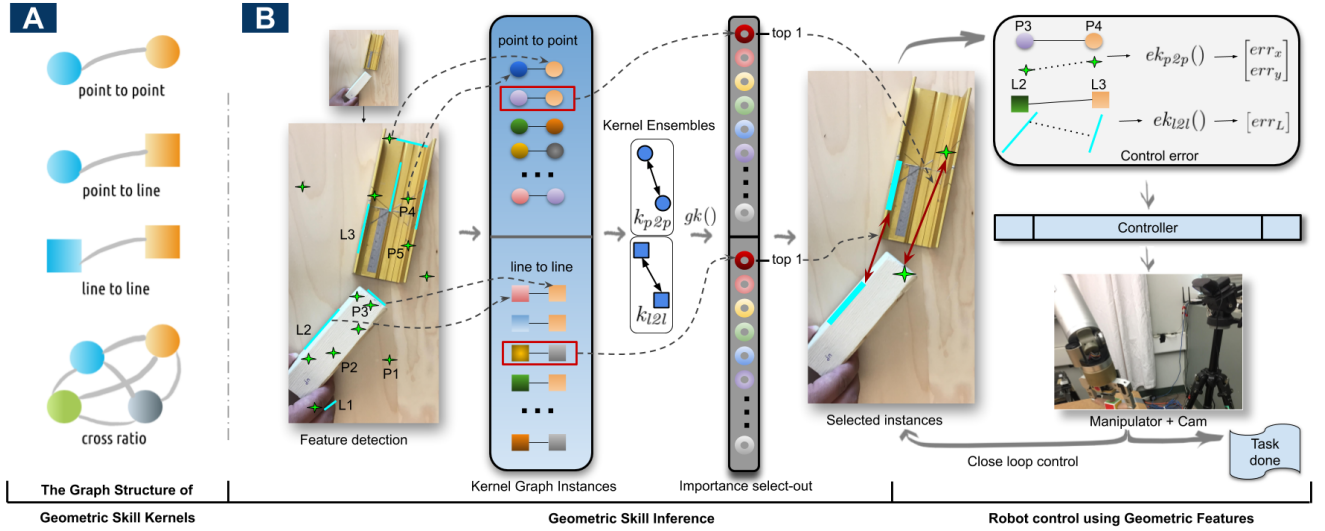 A
point to point
point to line
line to line
cross ratio
The Graph Structure of
Geometric Skill Kernels
B
P4
L3
P5
P3
L2
P2
P1
L1
Feature detection
point to point
line to line
Kernel Graph Instances
Kernel Ensembles
k_{p2p}
k_{l2l}
gk()
top 1
top 1
Importance select-out
Selected instances
Geometric Skill Inference
P3 P4
ek_{p2p}() [err_x err_y]
L2 L3
ek_{l2l}() [err_L]
Control error
Controller
Manipulator + Cam
Close loop control
Task
done
Robot control using Geometric Features